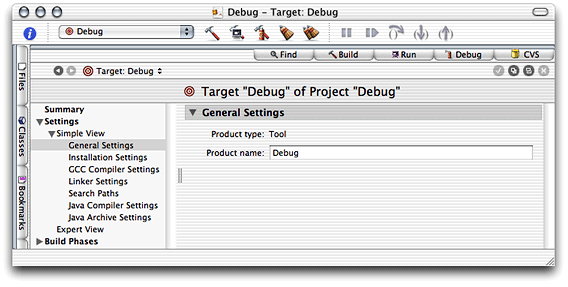 Debug – Target: Debug
Debug
Find Build Run Debug CVS
Target: Debug
Target "Debug" of Project "Debug"
Files
Classes
Bookmarks
Summary
Settings
Simple View
General Settings
Installation Settings
GCC Compiler Settings
Linker Settings
Search Paths
Java Compiler Settings
Java Archive Settings
Expert View
Build Phases
General Settings
Product type: Tool
Product name: Debug